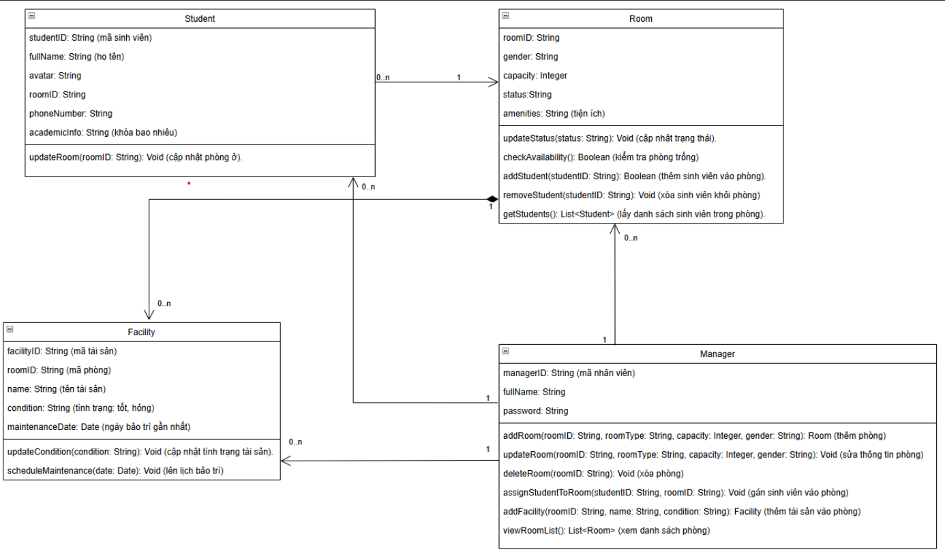 Student
studentID: String (mã sinh viên)
fullName: String (họ tên)
avatar: String
roomID: String
phoneNumber: String
academicInfo: String (khóa bao nhiêu)
updateRoom(roomID: String): Void (cập nhật phòng ở).
0..n
1
Room
roomID: String
gender: String
capacity: Integer
status:String
amenities: String (tiện ích)
updateStatus(status: String): Void (cập nhật trạng thái).
checkAvailability(): Boolean (kiểm tra phòng trống)
addStudent(studentID: String): Boolean (thêm sinh viên vào phòng).
removeStudent(studentID: String): Void (xóa sinh viên khỏi phòng)
getStudents(): List<Student> (lấy danh sách sinh viên trong phòng).
0..n
1
0..n
0..n
1
Facility
facilityID: String (mã tài sản)
roomID: String (mã phòng)
name: String (tên tài sản)
condition: String (tình trạng: tốt, hỏng)
maintenanceDate: Date (ngày bảo trì gần nhất)
updateCondition(condition: String): Void (cập nhật tình trạng tài sản).
scheduleMaintenance(date: Date): Void (lên lịch bảo trì)
0..n
1
1
Manager
managerID: String (mã nhân viên)
fullName: String
password: String
addRoom(roomID: String, roomType: String, capacity: Integer, gender: String): Room (thêm phòng)
updateRoom(roomID: String, roomType: String, capacity: Integer, gender: String): Void (sửa thông tin phòng)
deleteRoom(roomID: String): Void (xóa phòng)
assignStudentToRoom(studentID: String, roomID: String): Void (gán sinh viên vào phòng)
addFacility(roomID: String, name: String, condition: String): Facility (thêm tài sản vào phòng)
viewRoomList(): List<Room> (xem danh sách phòng)